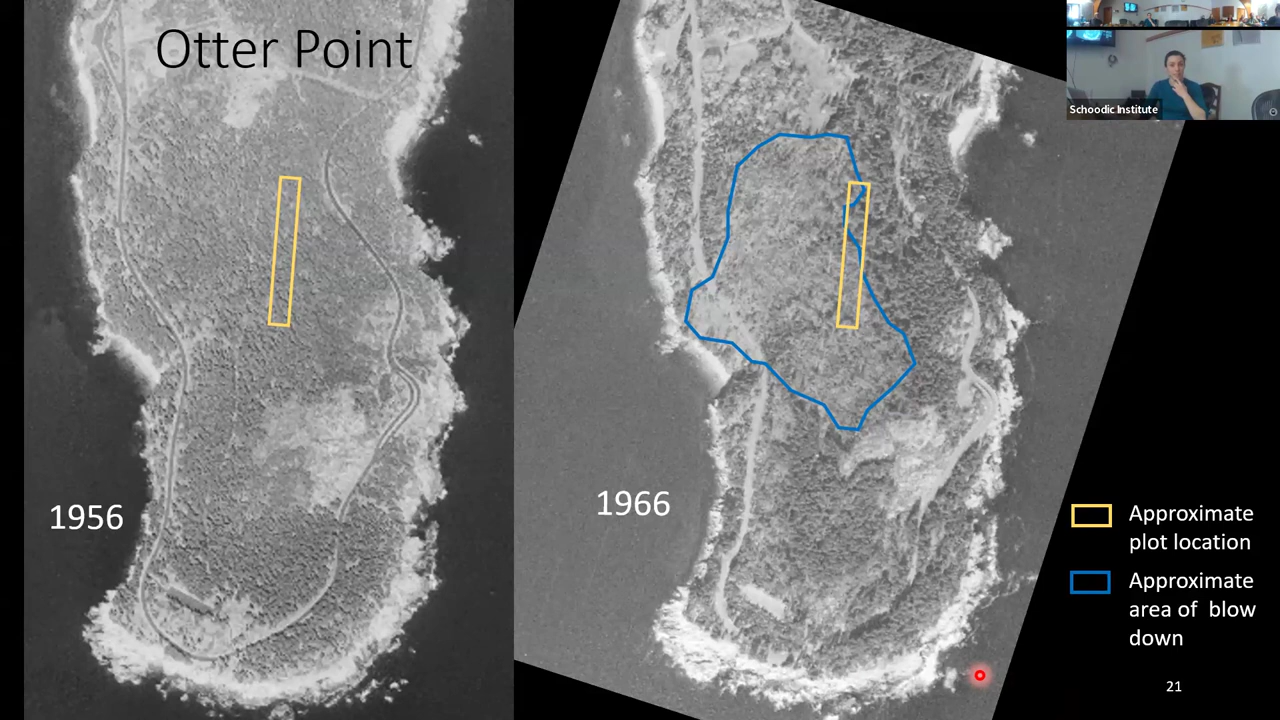 Otter Point
Schoodic Institute
1956
1966
Approximate
plot location
Approximate
area of blow
down
21